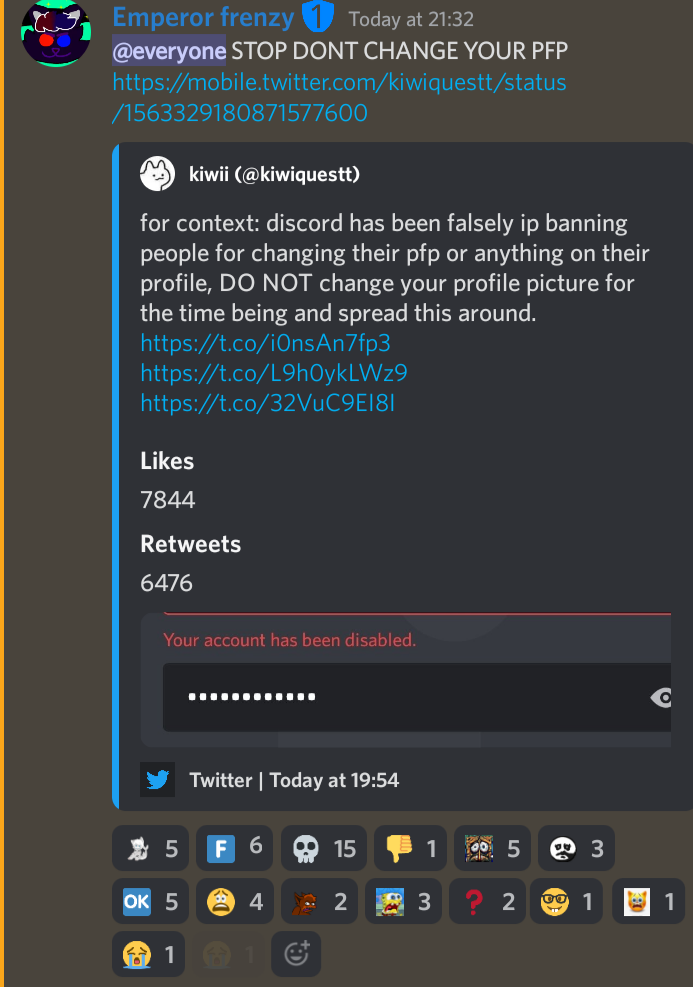 Emperor frenzy 1 Today at 21:32
@everyone STOP DONT CHANGE YOUR PFP
https://mobile.twitter.com/kiwiquestt/status
/1563329180871577600
kiwii (@kiwiquestt)
for context: discord has been falsely ip banning
people for changing their pfp or anything on their
profile, DO NOT change your profile picture for
the time being and spread this around.
https://t.co/i0nsAn7fp3
https://t.co/L9h0ykLWz9
https://t.co/32VuC9EI8I
Likes
7844
Retweets
6476
Your account has been disabled.
Twitter | Today at 19:54
5 F 6 15 1 5 3
OK 5 4 2 3 ? 2 1 1
1 1